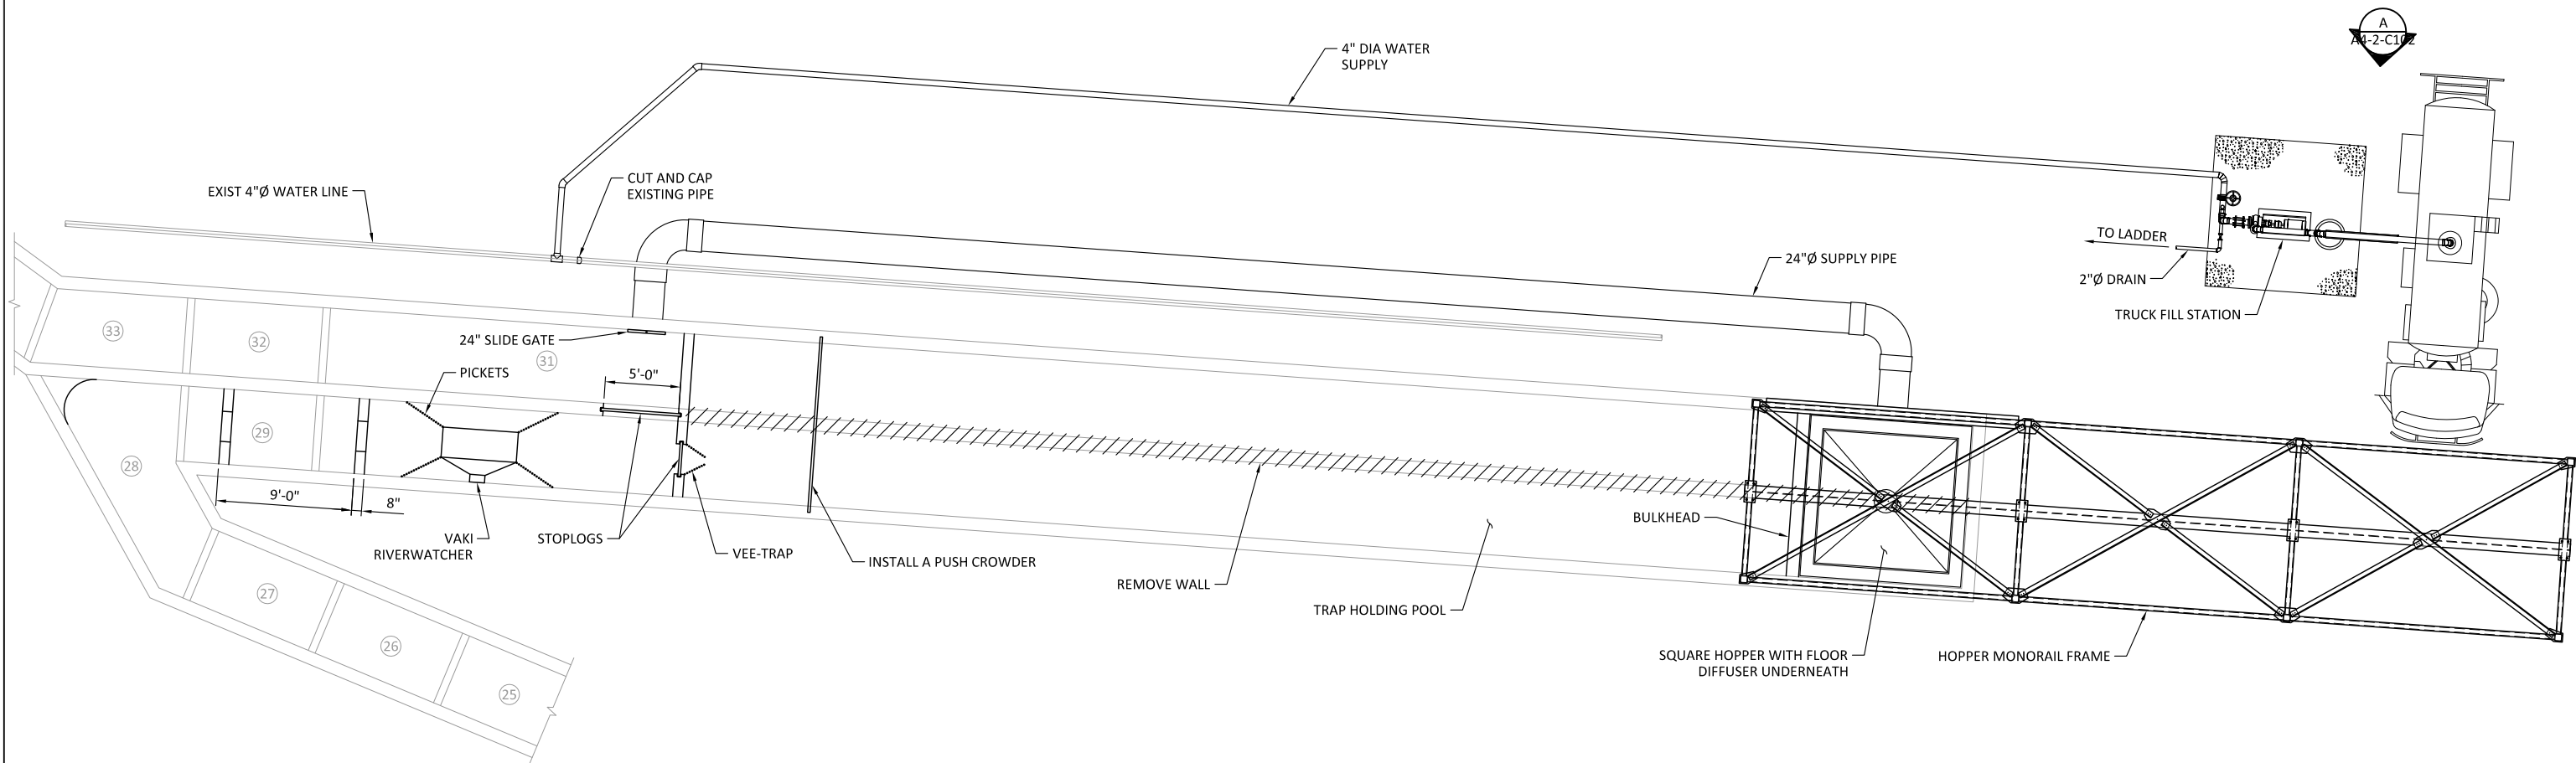 A
A4-2-C102
4" DIA WATER
SUPPLY
CUT AND CAP
EXISTING PIPE
EXIST 4"Ø WATER LINE
TO LADDER
24"Ø SUPPLY PIPE
2"Ø DRAIN
TRUCK FILL STATION
33
32
24" SLIDE GATE
31
PICKETS
5'-0"
29
28
9'-0"
8"
VAKI
RIVERWATCHER
STOPLOGS
VEE-TRAP
INSTALL A PUSH CROWDER
BULKHEAD
REMOVE WALL
TRAP HOLDING POOL
27
26
25
SQUARE HOPPER WITH FLOOR
DIFFUSER UNDERNEATH
HOPPER MONORAIL FRAME